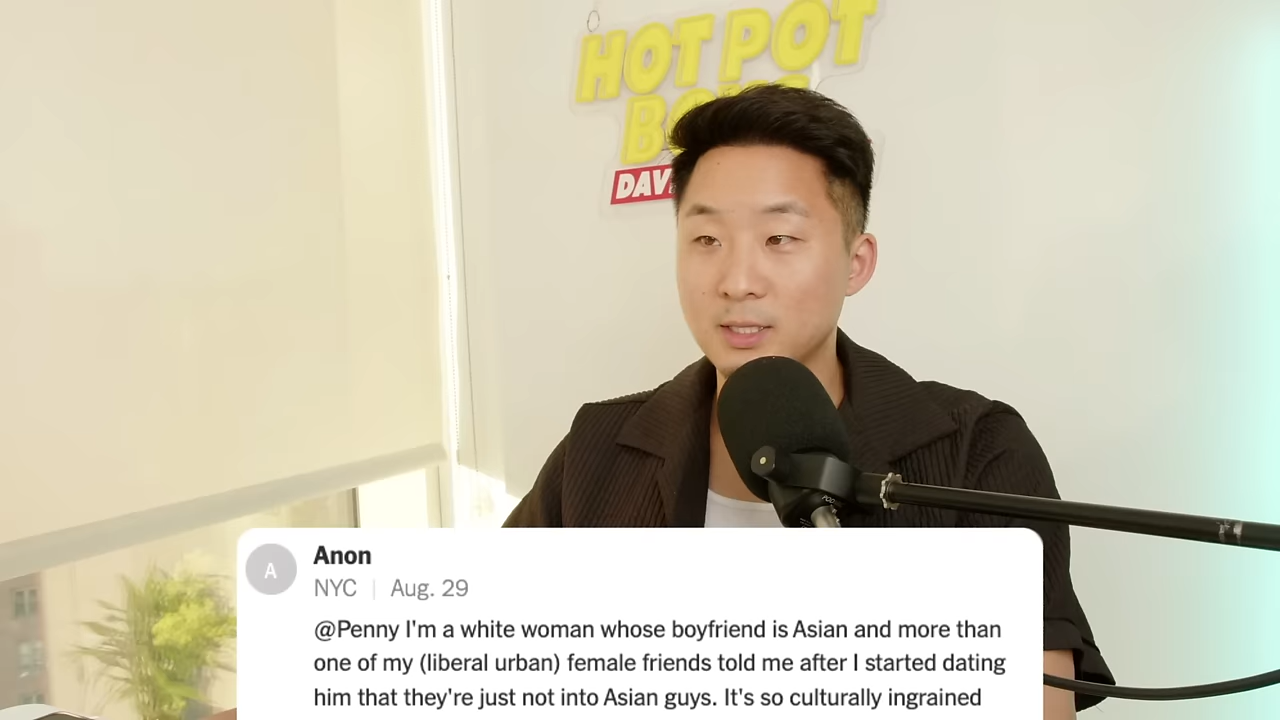 HOT POT
DAV
A
Anon
NYC | Aug. 29
@Penny I'm a white woman whose boyfriend is Asian and more than
one of my (liberal urban) female friends told me after I started dating
him that they're just not into Asian guys. It's so culturally ingrained